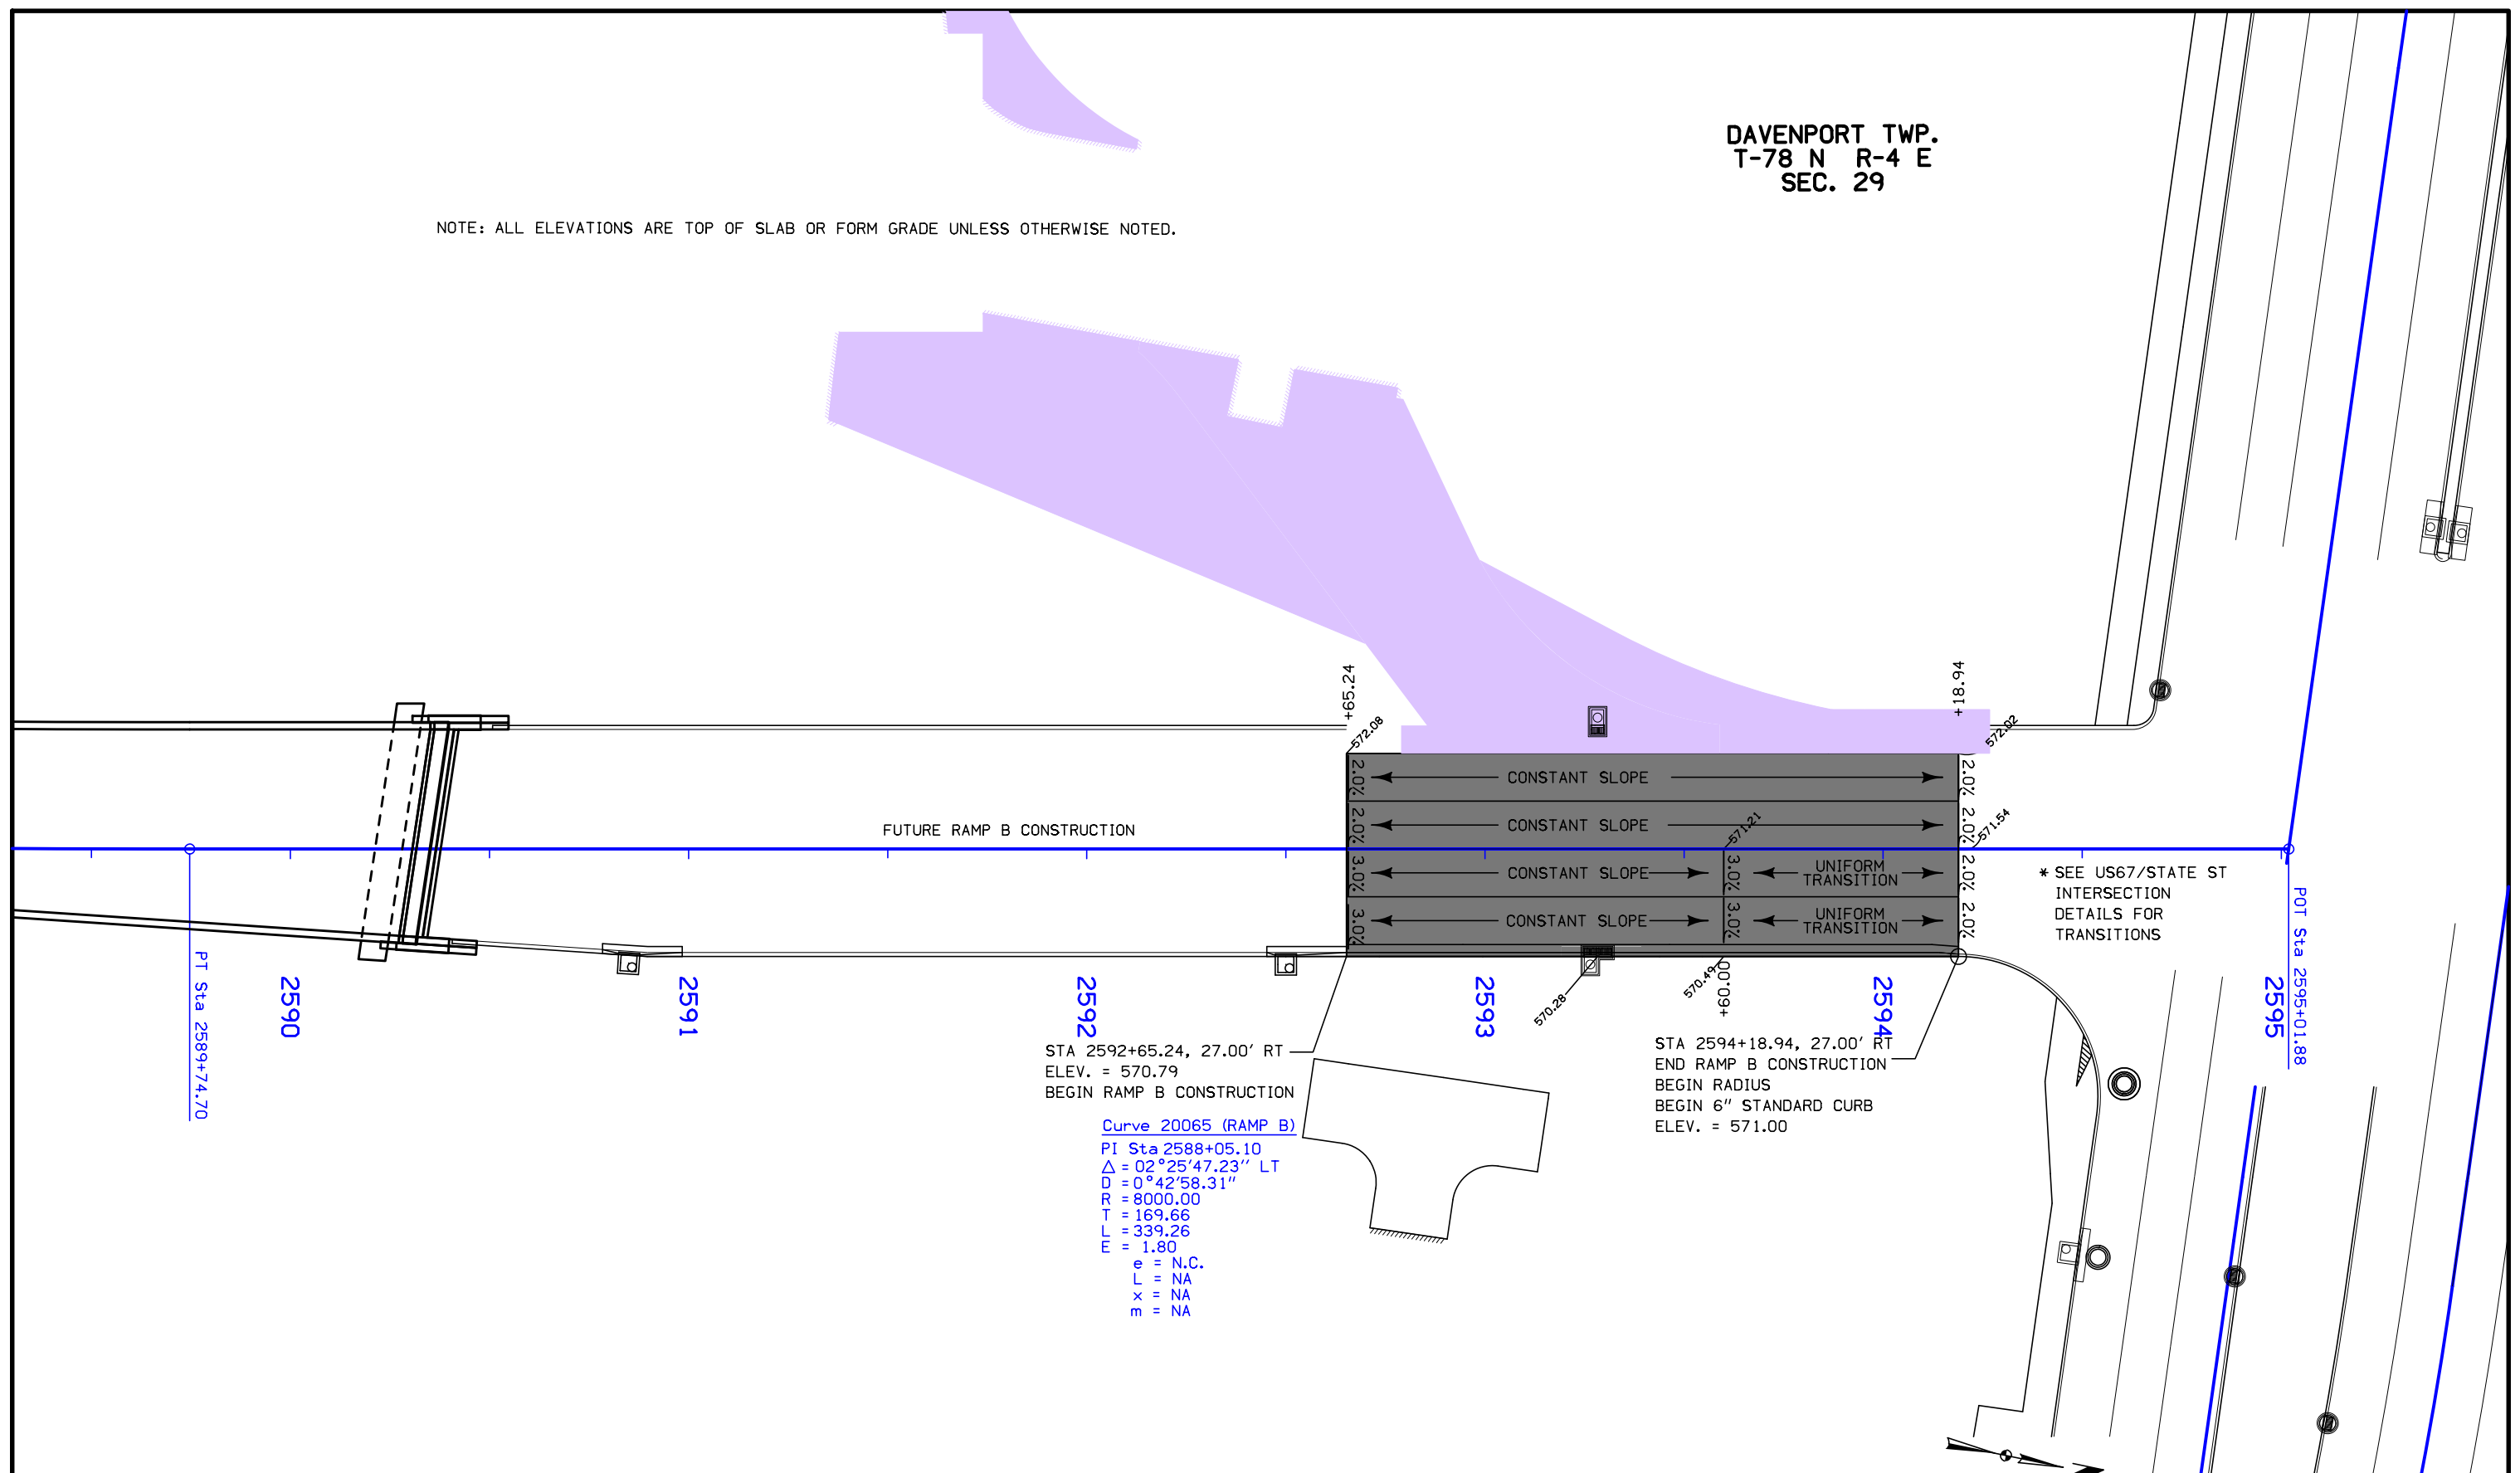 DAVENPORT TWP.
T-78 N R-4 E
SEC. 29
NOTE: ALL ELEVATIONS ARE TOP OF SLAB OR FORM GRADE UNLESS OTHERWISE NOTED.
+65.24
572.08
+18.94
572.02
2.0%
CONSTANT SLOPE
2.0%
2.0%
CONSTANT SLOPE
2.0%
571.54
FUTURE RAMP B CONSTRUCTION
571.21
3.0%
CONSTANT SLOPE
3.0%
UNIFORM
TRANSITION
2.0%
3.0%
CONSTANT SLOPE
3.0%
UNIFORM
TRANSITION
2.0%
* SEE US67/STATE ST
INTERSECTION
DETAILS FOR
TRANSITIONS
PT Sta 2589+74.70
2590
2591
2592
2593
2594
2595
POT Sta 2595+01.88
570.28
570.49
+60.00
STA 2592+65.24, 27.00' RT
ELEV. = 570.79
BEGIN RAMP B CONSTRUCTION
STA 2594+18.94, 27.00' RT
END RAMP B CONSTRUCTION
BEGIN RADIUS
BEGIN 6" STANDARD CURB
ELEV. = 571.00
Curve 20065 (RAMP B)
PI Sta 2588+05.10
△ = 02°25'47.23" LT
D = 0°42'58.31"
R = 8000.00
T = 169.66
L = 339.26
E = 1.80
e = N.C.
L = NA
x = NA
m = NA